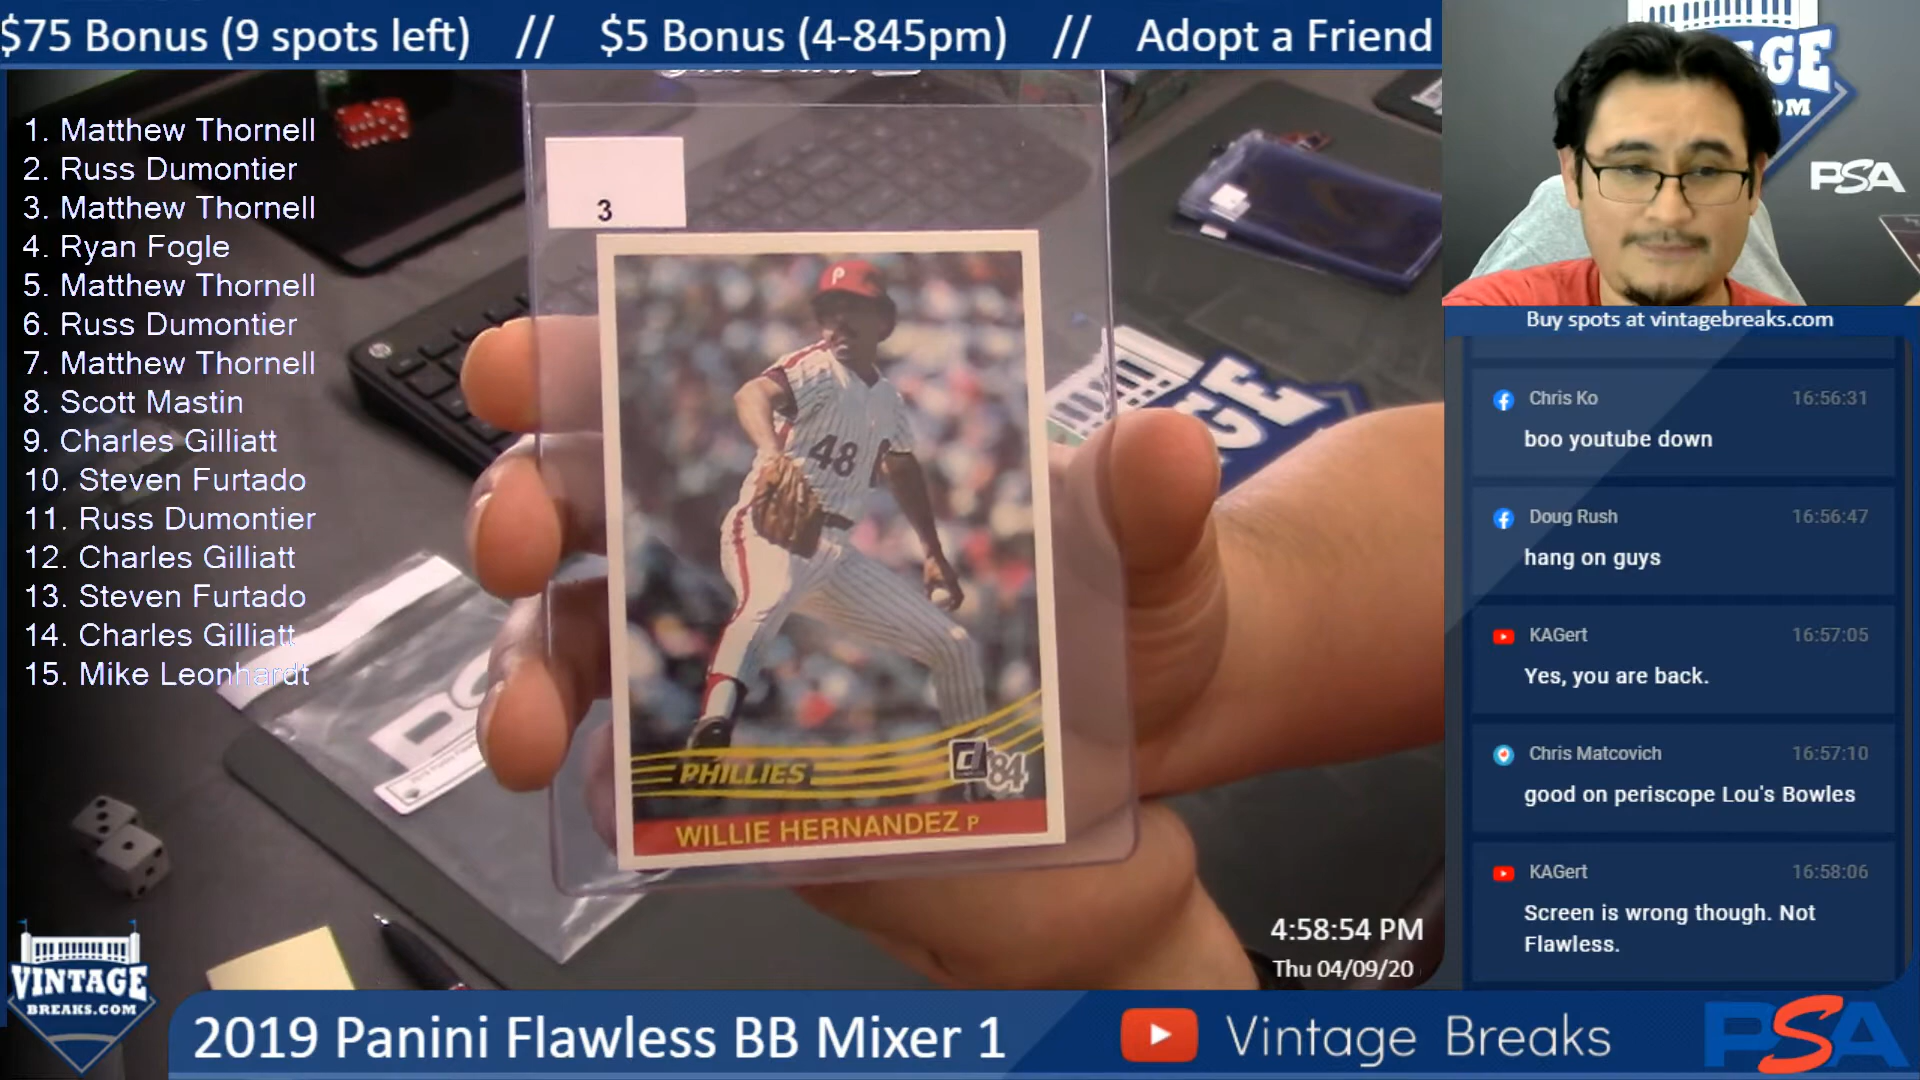 $75 Bonus (9 spots left) // $5 Bonus (4-845pm) // Adopt a Friend
1. Matthew Thornell
2. Russ Dumontier
3. Matthew Thornell
4. Ryan Fogle
5. Matthew Thornell
6. Russ Dumontier
7. Matthew Thornell
8. Scott Mastin
9. Charles Gilliatt
10. Steven Furtado
11. Russ Dumontier
12. Charles Gilliatt
13. Steven Furtado
14. Charles Gilliatt
15. Mike Leonhardt
3
P
48
PHILLIES
d '84
WILLIE HERNANDEZ P
PSA
Buy spots at vintagebreaks.com
Chris Ko 16:56:31
boo youtube down
Doug Rush 16:56:47
hang on guys
KAGert 16:57:05
Yes, you are back.
Chris Matcovich 16:57:10
good on periscope Lou's Bowles
KAGert 16:58:06
Screen is wrong though. Not
Flawless.
4:58:54 PM
Thu 04/09/20
VINTAGE
BREAKS.COM
2019 Panini Flawless BB Mixer 1
Vintage Breaks
PSA